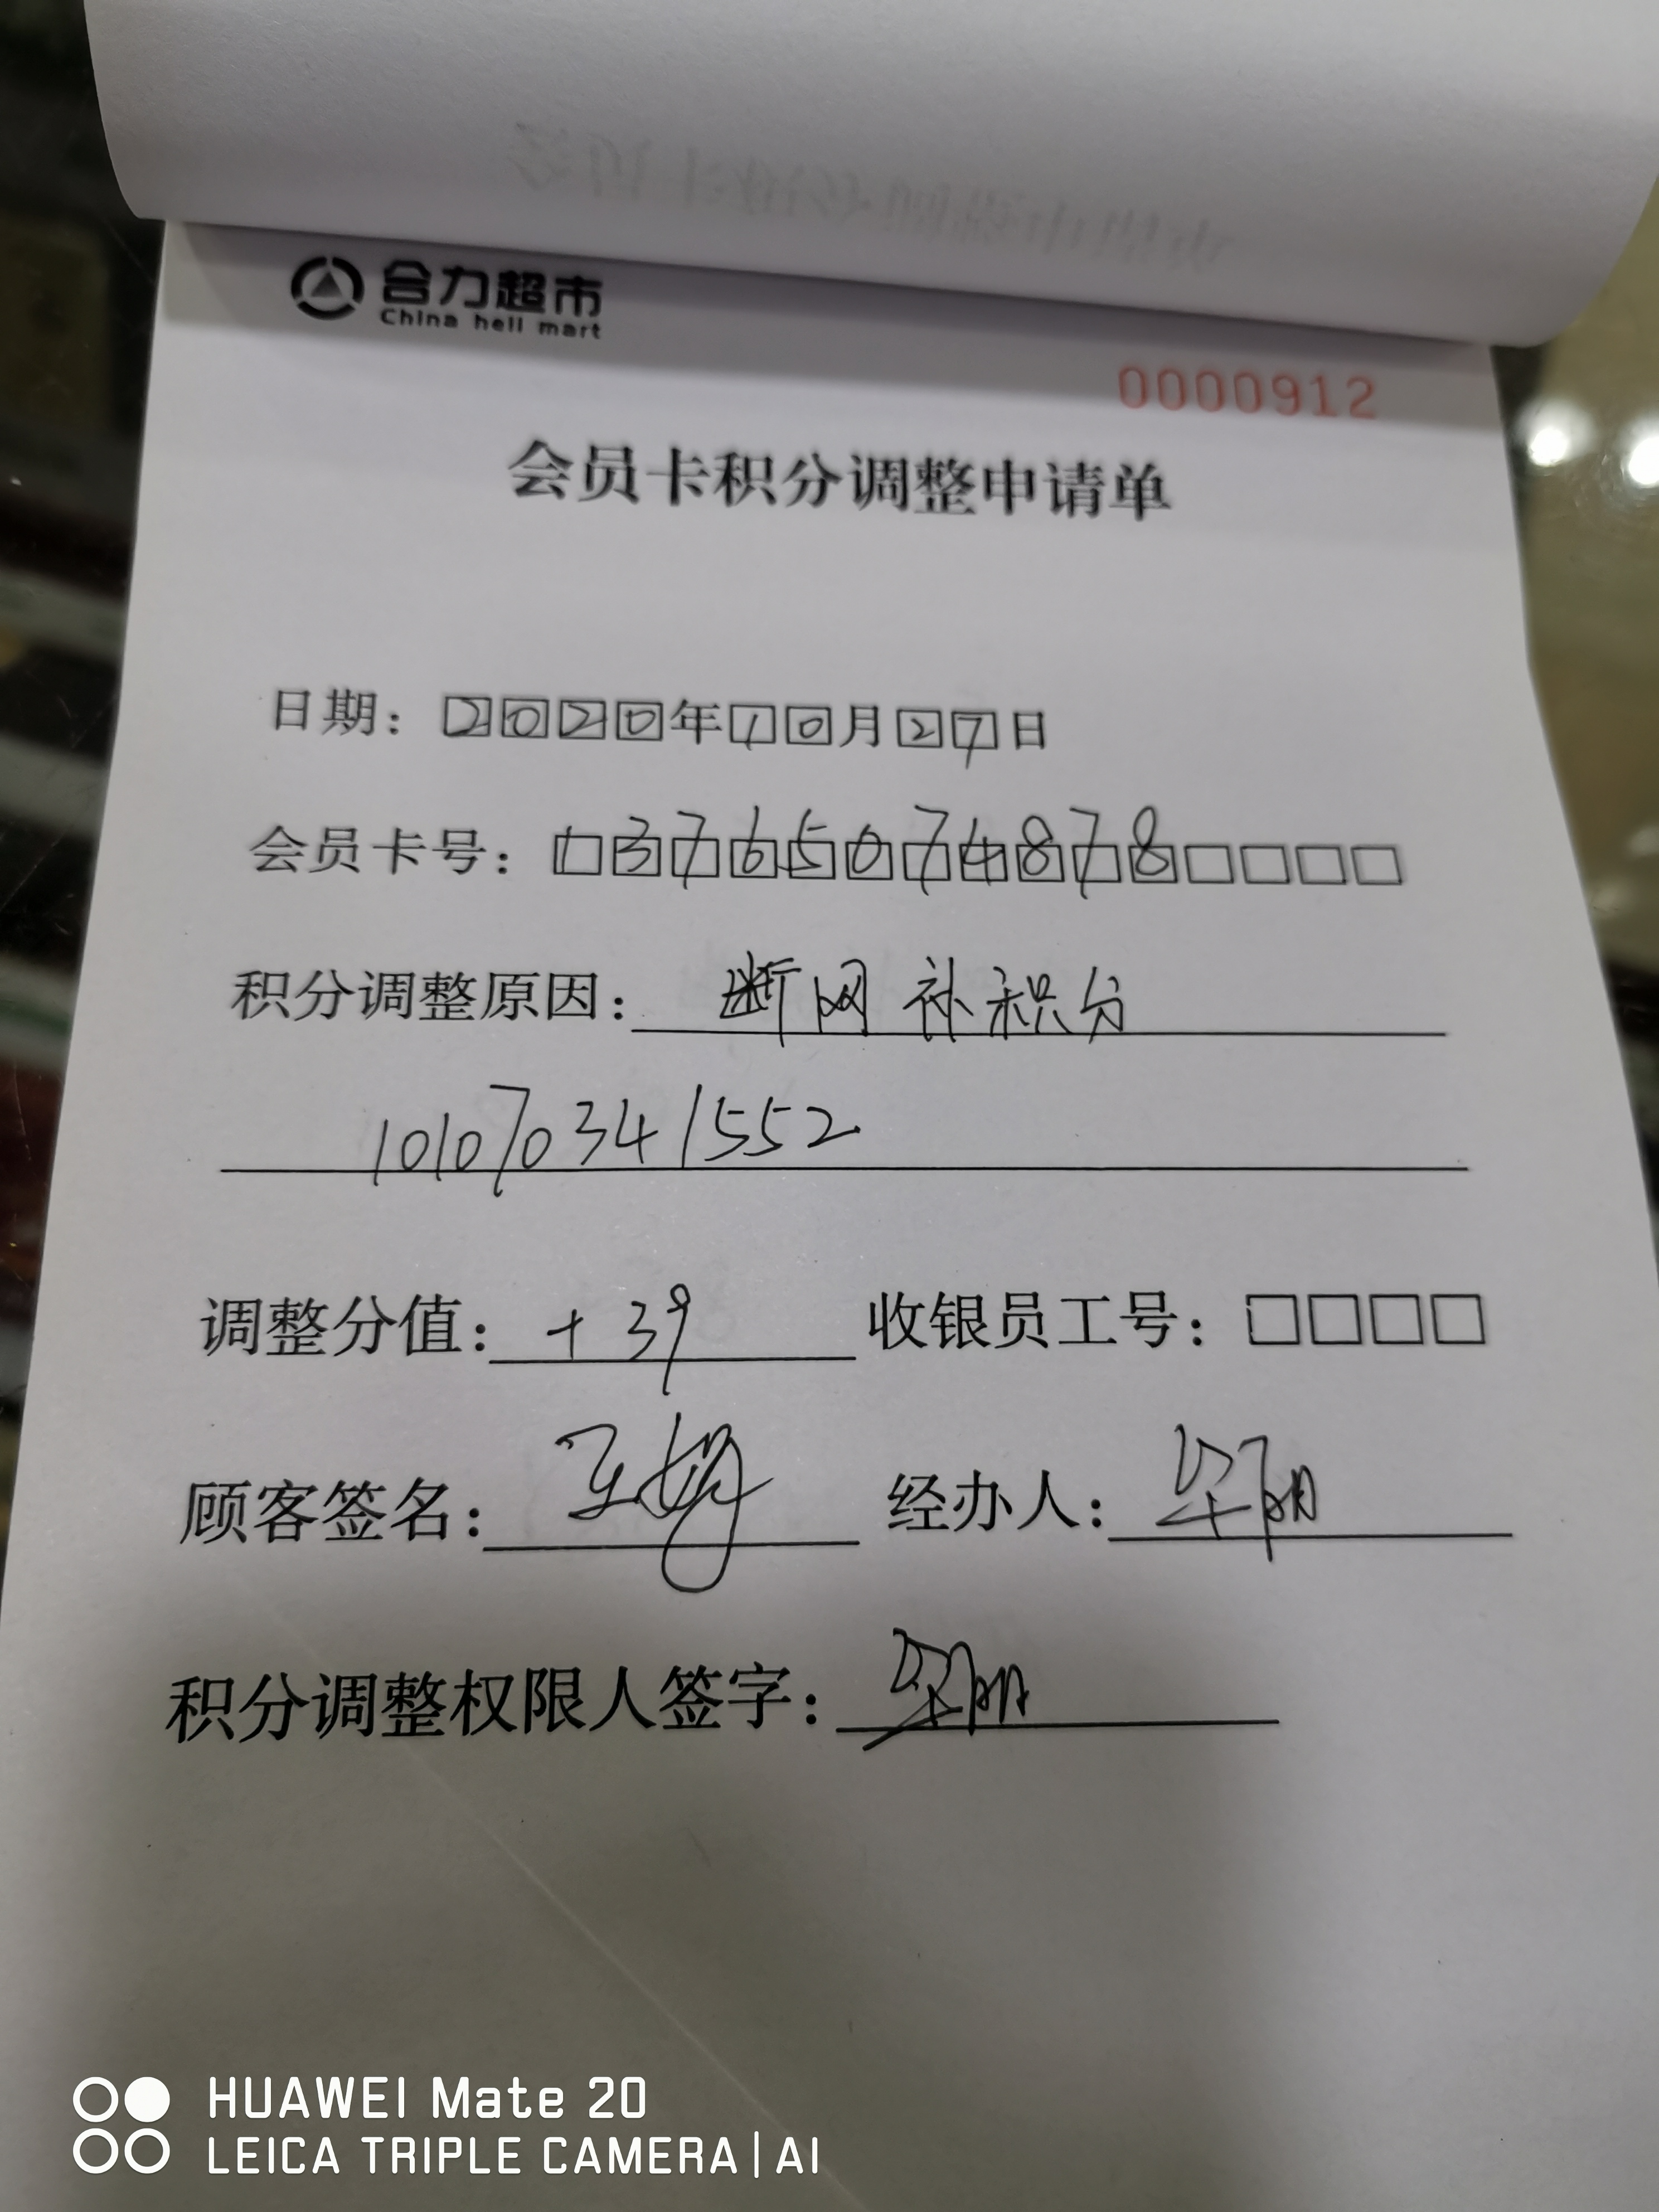 合力超市
China heli mart
0000912
会员卡积分调整申请单
日期：2020年10月27日
会员卡号：13765074878
积分调整原因：断网补积分
101070341552
调整分值：+39 收银员工号：
顾客签名：王 经办人：
积分调整权限人签字：
HUAWEI Mate 20
LEICA TRIPLE CAMERA | AI